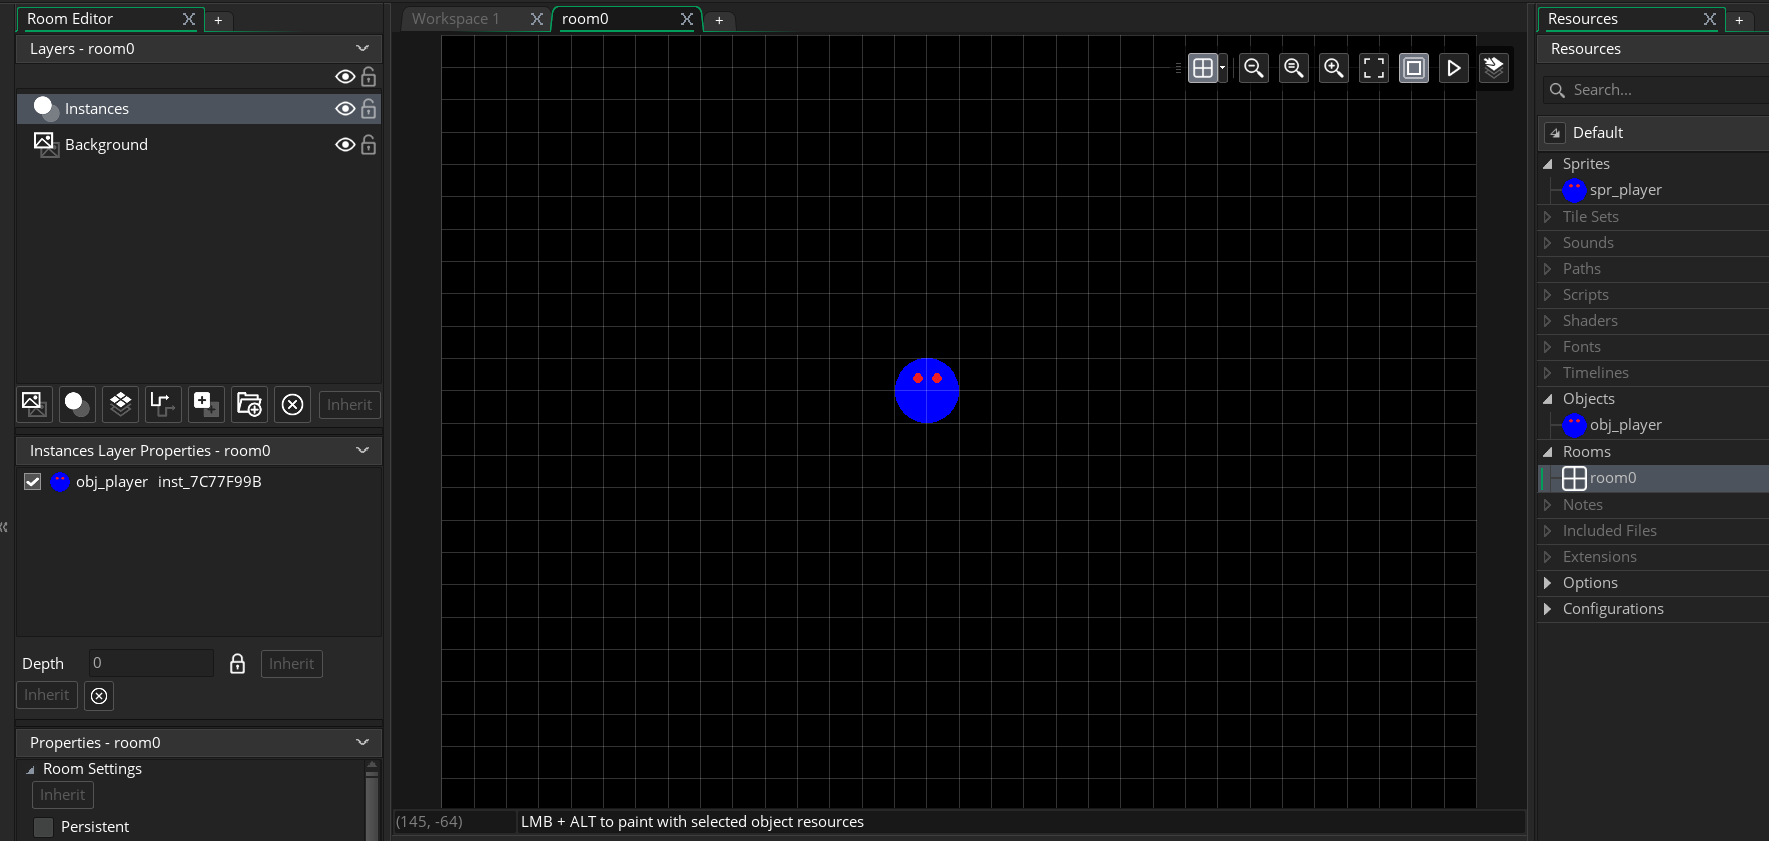 Room Editor
Layers - room0
Instances
Background
Inherit
Instances Layer Properties - room0
obj_player inst_7C77F99B
Depth 0 Inherit
Inherit
Properties - room0
Room Settings
Inherit
Persistent
Workspace 1
room0
(145, -64)
LMB + ALT to paint with selected object resources
Resources
Resources
Search...
Default
Sprites
spr_player
Tile Sets
Sounds
Paths
Scripts
Shaders
Fonts
Timelines
Objects
obj_player
Rooms
room0
Notes
Included Files
Extensions
Options
Configurations